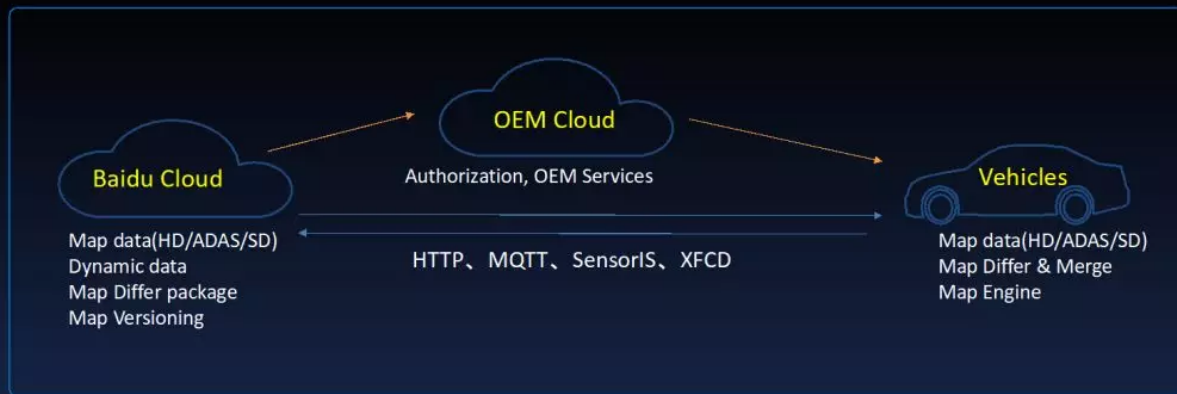 OEM Cloud
Baidu Cloud
Authorization, OEM Services
Vehicles
Map data(HD/ADAS/SD)
Dynamic data
Map Differ package
Map Versioning
HTTP、MQTT、SensorIS、XFCD
Map data(HD/ADAS/SD)
Map Differ & Merge
Map Engine